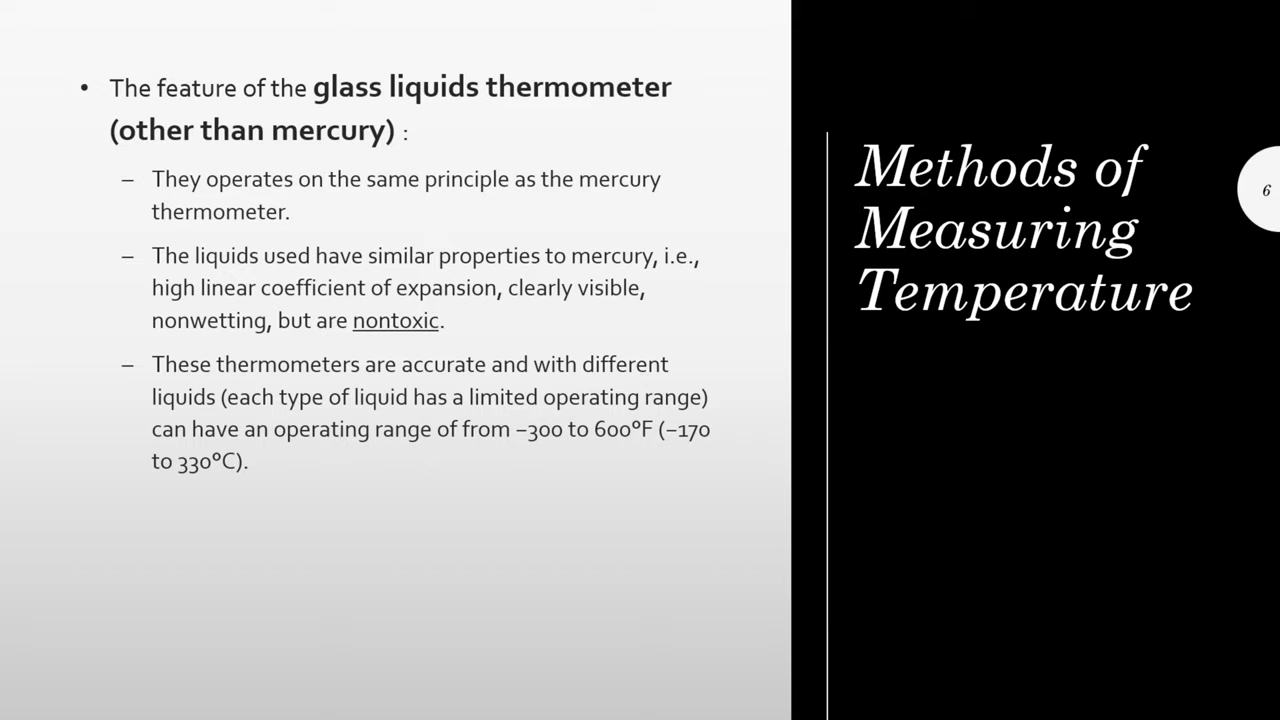 • The feature of the glass liquids thermometer
(other than mercury) :
– They operates on the same principle as the mercury
thermometer.
– The liquids used have similar properties to mercury, i.e.,
high linear coefficient of expansion, clearly visible,
nonwetting, but are nontoxic.
– These thermometers are accurate and with different
liquids (each type of liquid has a limited operating range)
can have an operating range of from −300 to 600°F (−170
to 330°C).
Methods of
Measuring
Temperature
6